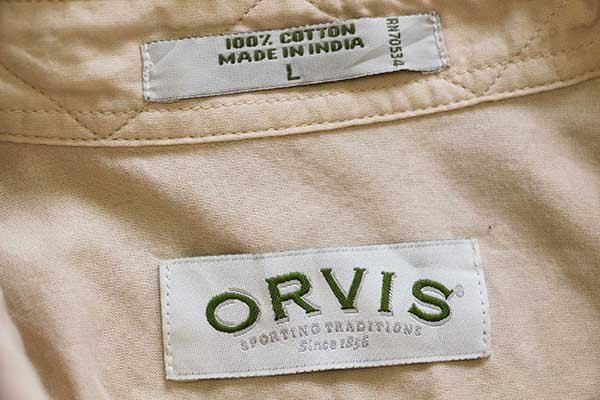 100% COTTON
MADE IN INDIA
L
RN70534
ORVIS®
SPORTING TRADITIONS
Since 1856